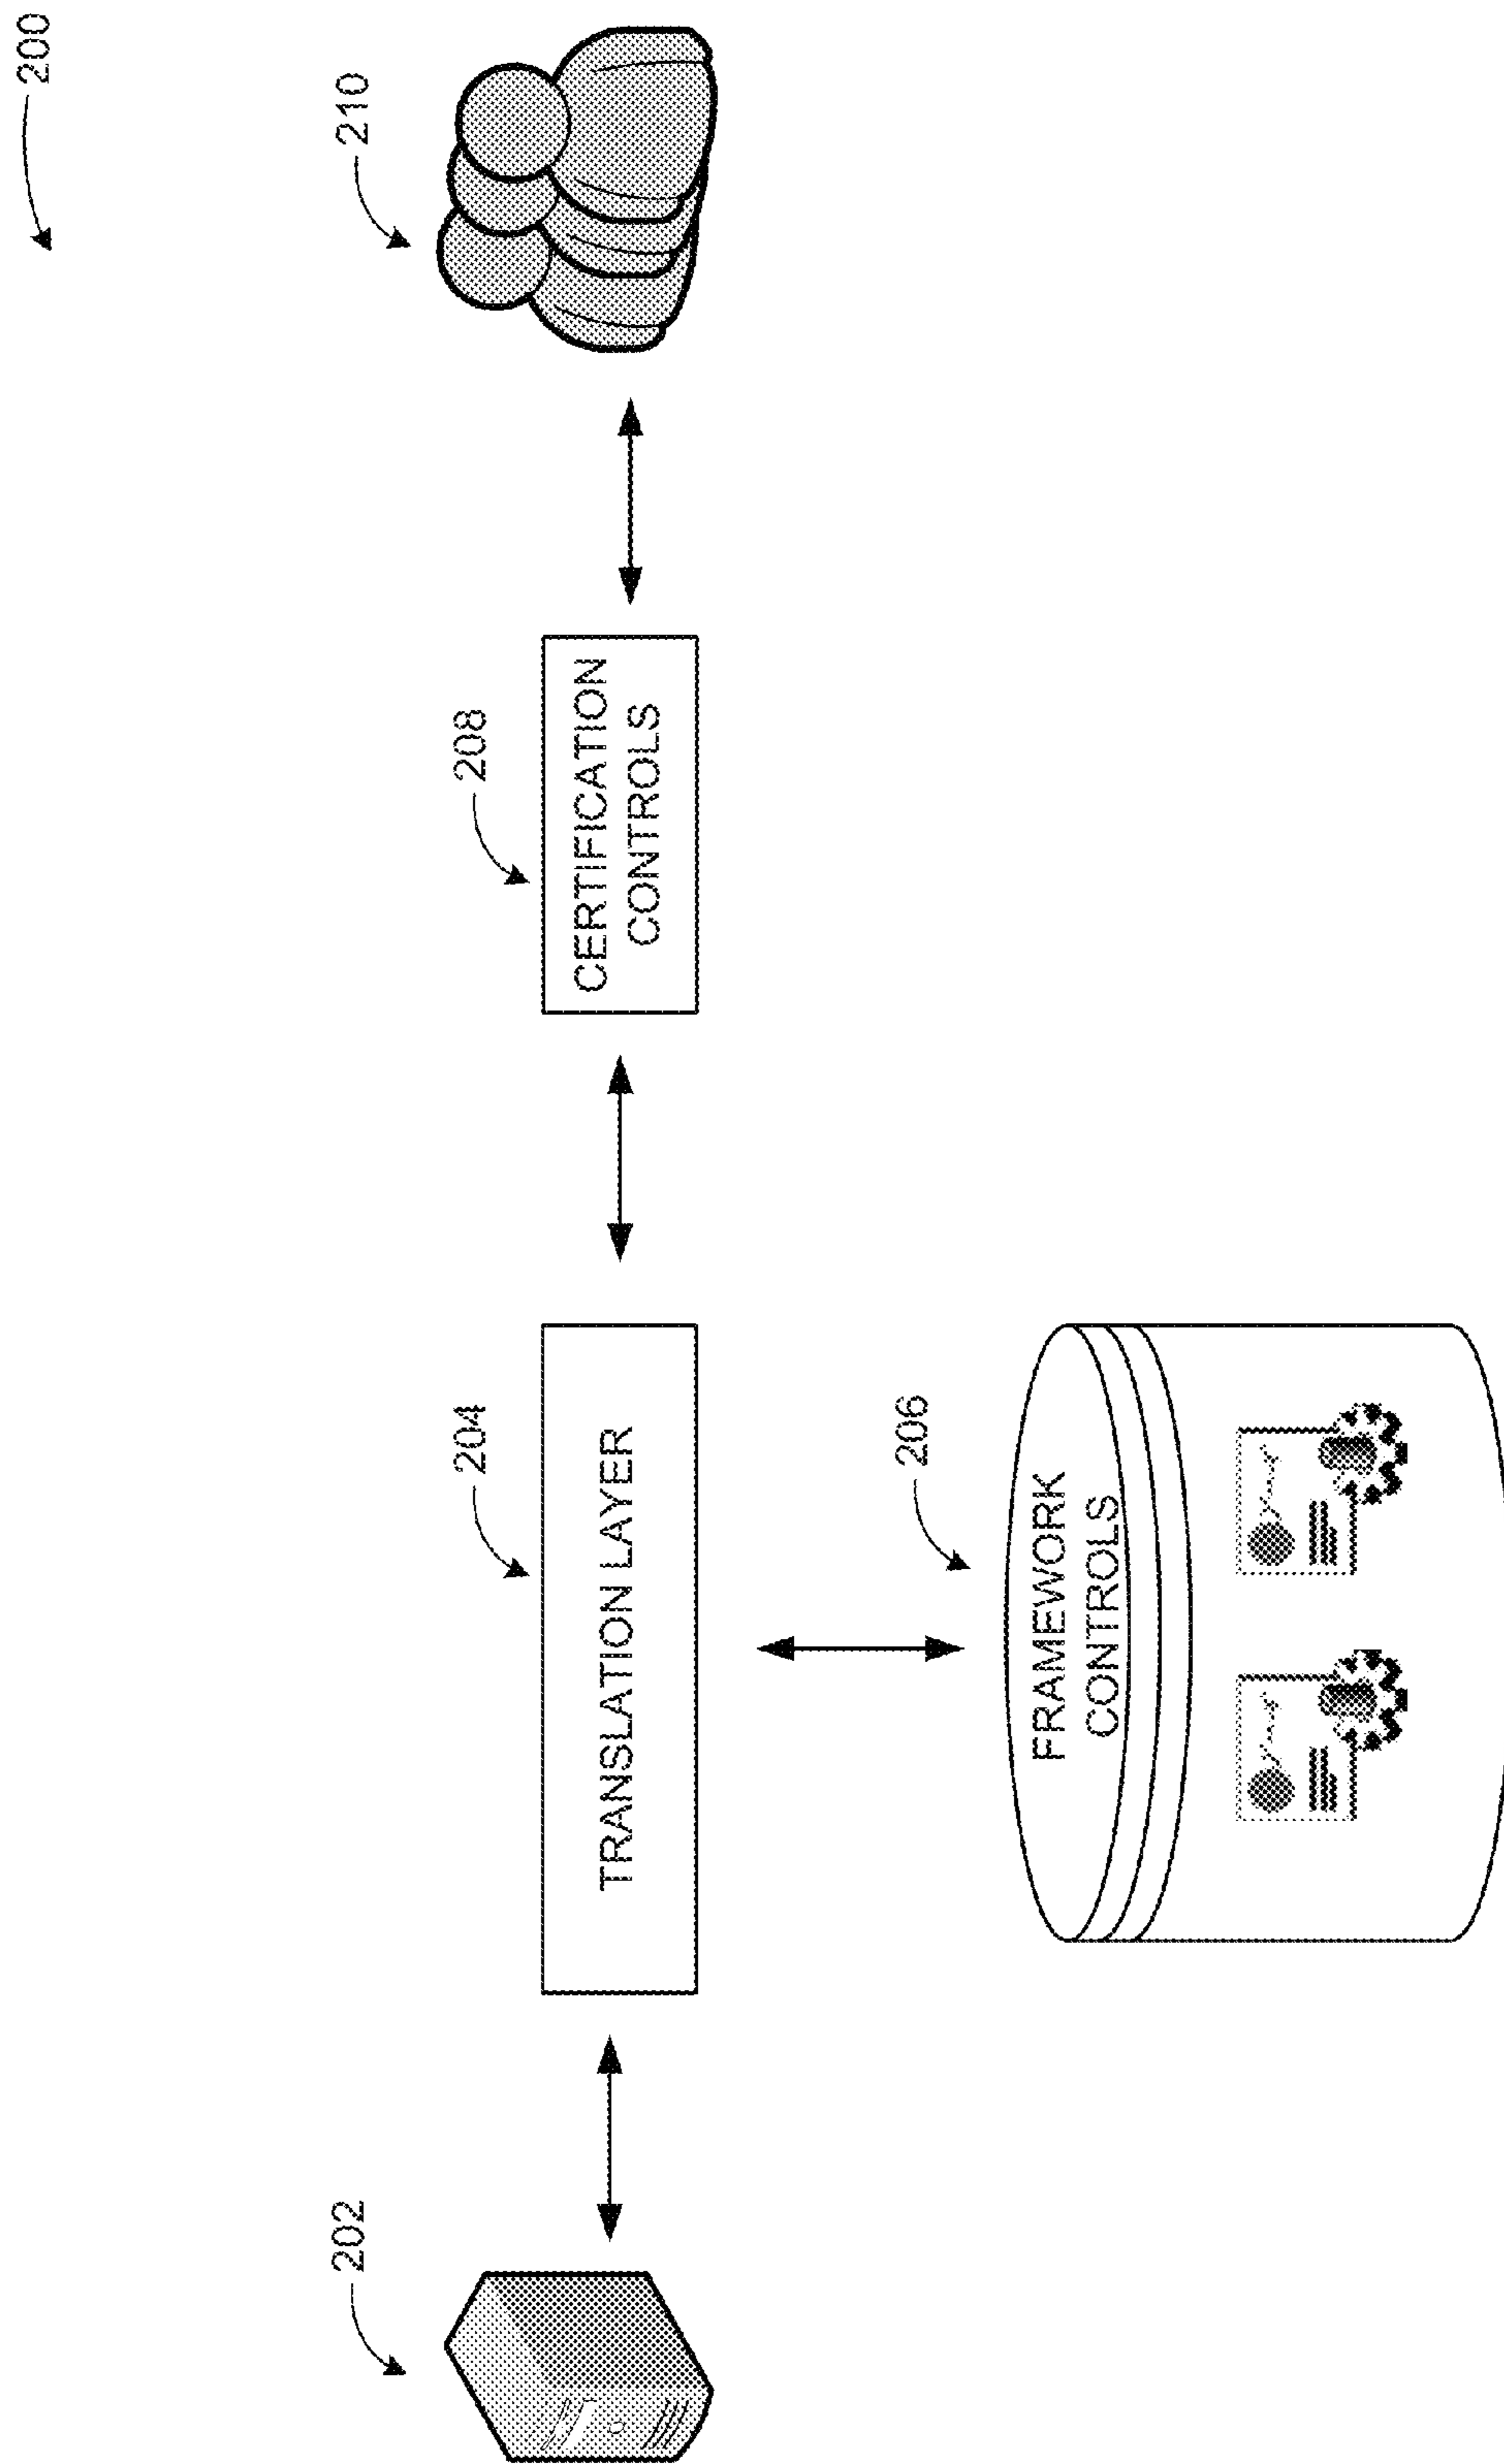 200
210
208
CERTIFICATION
CONTROLS
204
TRANSLATION LAYER
206
FRAMEWORK
CONTROLS
202